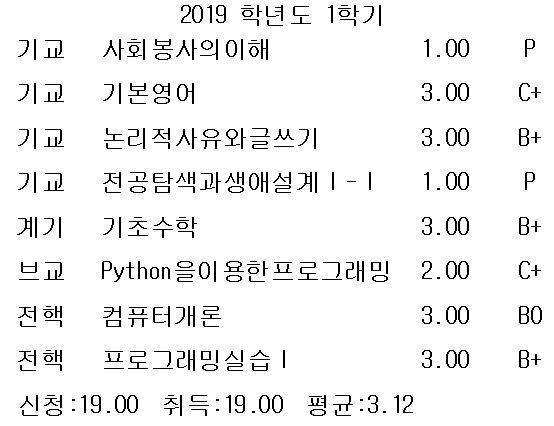 2019 학년도 1학기
기교 사회봉사의이해 1.00 P
기교 기본영어 3.00 C+
기교 논리적사유와글쓰기 3.00 B+
기교 전공탐색과생애설계Ⅰ-Ⅰ 1.00 P
계기 기초수학 3.00 B+
브교 Python을이용한프로그래밍 2.00 C+
전핵 컴퓨터개론 3.00 B0
전핵 프로그래밍실습Ⅰ 3.00 B+
신청:19.00 취득:19.00 평균:3.12